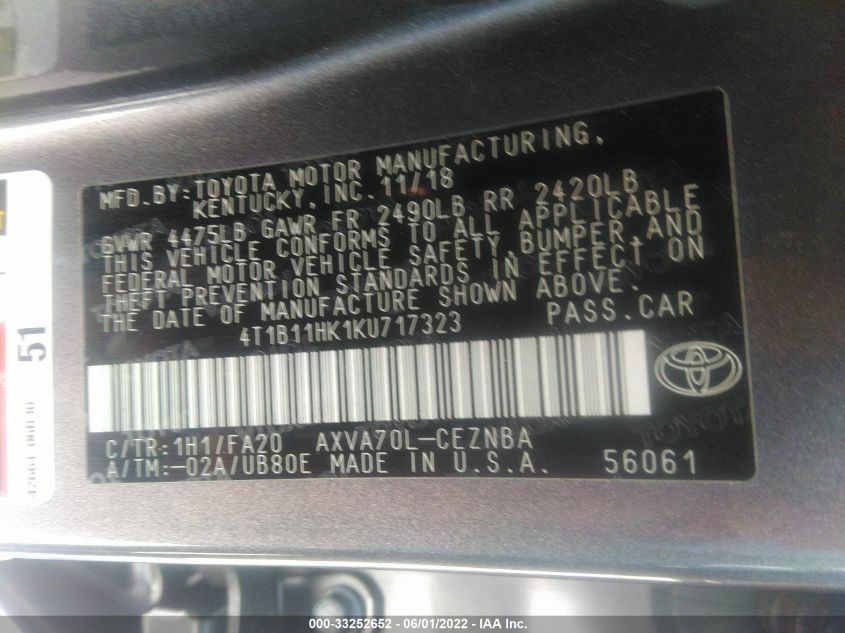 MFD.BY:TOYOTA MOTOR MANUFACTURING,
KENTUCKY,INC. 11/18
GVWR 4475LB GAWR FR 2490LB RR 2420LB
THIS VEHICLE CONFORMS TO ALL APPLICABLE
FEDERAL MOTOR VEHICLE SAFETY,BUMPER,AND
THEFT PREVENTION STANDARDS IN EFFECT ON
THE DATE OF MANUFACTURE SHOWN ABOVE.
4T1B11HK1KU717323 PASS.CAR
C/TR:1H1/FA20 AXVA70L-CEZNBA
A/TM:-02A/UB80E MADE IN U.S.A. 56061
51
000-33252652 - 06/01/2022 - IAA Inc.